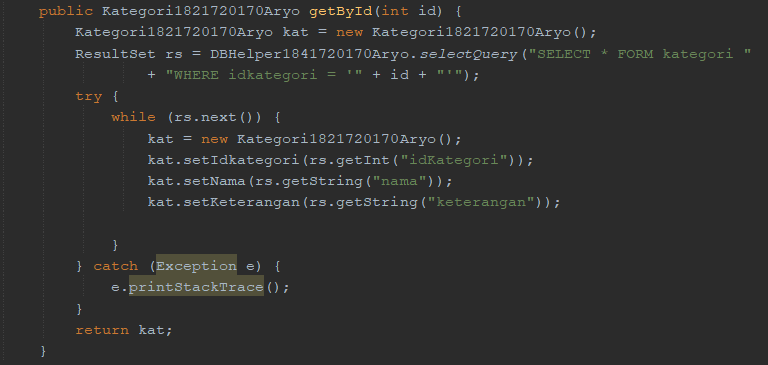 public Kategori1821720170Aryo getById(int id) {
Kategori1821720170Aryo kat = new Kategori1821720170Aryo();
ResultSet rs = DBHelper1841720170Aryo.selectQuery("SELECT * FORM kategori "
+ "WHERE idkategori = '" + id + "'");
try {
while (rs.next()) {
kat = new Kategori1821720170Aryo();
kat.setIdkategori(rs.getInt("idKategori"));
kat.setNama(rs.getString("nama"));
kat.setKeterangan(rs.getString("keterangan"));
}
} catch (Exception e) {
e.printStackTrace();
}
return kat;
}